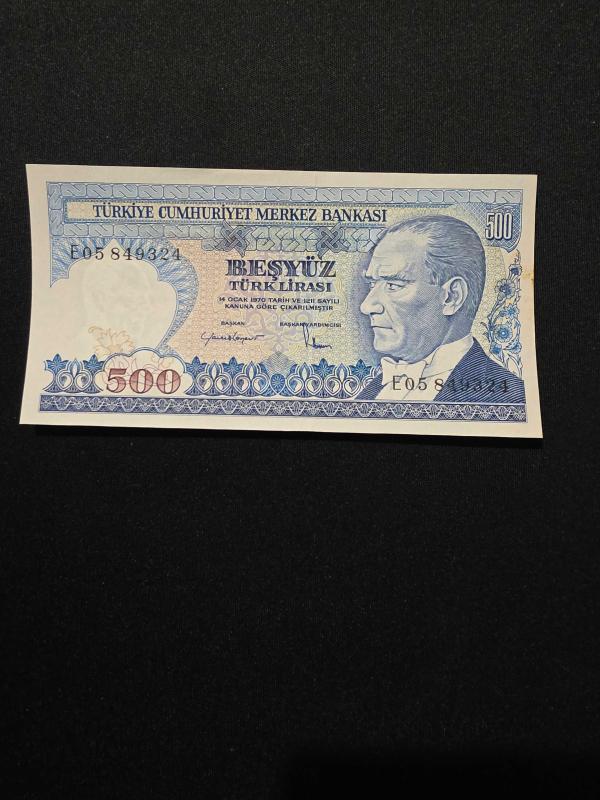 TÜRKİYE CUMHURİYET MERKEZ BANKASI
500
E05 849324
BEŞYÜZ
TÜRK LİRASI
14 OCAK 1970 TARİH VE 1211 SAYILI
KANUNA GÖRE ÇIKARILMIŞTIR
BAŞKAN BAŞKAN YARDIMCISI
500
E05 849324